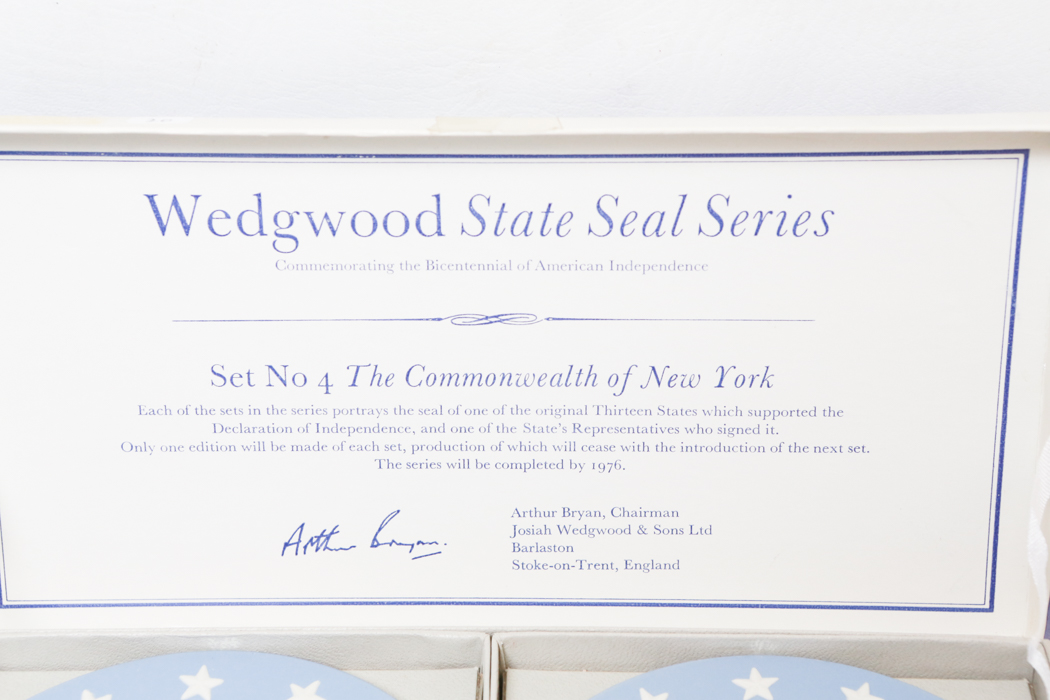 Wedgwood State Seal Series
Commemorating the Bicentennial of American Independence
Set No 4 The Commonwealth of New York
Each of the sets in the series portrays the seal of one of the original Thirteen States which supported the
Declaration of Independence, and one of the State's Representatives who signed it.
Only one edition will be made of each set, production of which will cease with the introduction of the next set.
The series will be completed by 1976.
Arthur Bryan.
Arthur Bryan, Chairman
Josiah Wedgwood & Sons Ltd
Barlaston
Stoke-on-Trent, England